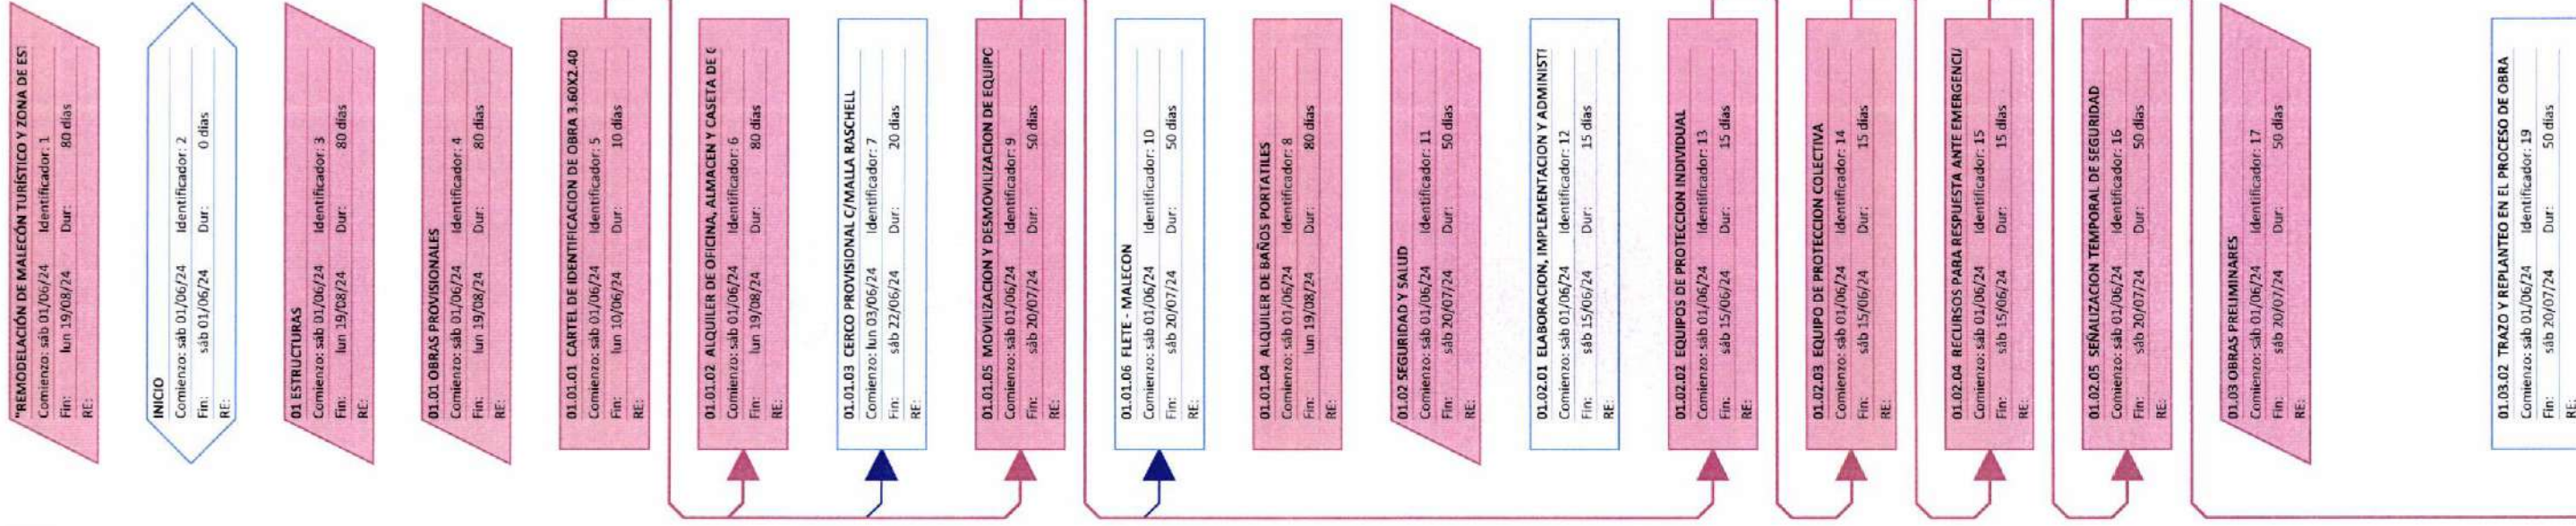 "REMODELACIÓN DE MALECÓN TURÍSTICO Y ZONA DE EST
Comienzo: sáb 01/06/24 Identificador: 1
Fin: lun 19/08/24 Dur: 80 días
RE:
INICIO
Comienzo: sáb 01/06/24 Identificador: 2
Fin: sáb 01/06/24 Dur: 0 días
RE:
01 ESTRUCTURAS
Comienzo: sáb 01/06/24 Identificador: 3
Fin: lun 19/08/24 Dur: 80 días
RE:
01.01 OBRAS PROVISIONALES
Comienzo: sáb 01/06/24 Identificador: 4
Fin: lun 19/08/24 Dur: 80 días
RE:
01.01.01 CARTEL DE IDENTIFICACION DE OBRA 3.60X2.40
Comienzo: sáb 01/06/24 Identificador: 5
Fin: lun 10/06/24 Dur: 10 días
RE:
01.01.02 ALQUILER DE OFICINA, ALMACEN Y CASETA DE G
Comienzo: sáb 01/06/24 Identificador: 6
Fin: lun 19/08/24 Dur: 80 días
RE:
01.01.03 CERCO PROVISIONAL C/MALLA RASCHELL
Comienzo: lun 03/06/24 Identificador: 7
Fin: sáb 22/06/24 Dur: 20 días
RE:
01.01.05 MOVILIZACION Y DESMOVILIZACION DE EQUIPO
Comienzo: sáb 01/06/24 Identificador: 9
Fin: sáb 20/07/24 Dur: 50 días
RE:
01.01.06 FLETE - MALECON
Comienzo: sáb 01/06/24 Identificador: 10
Fin: sáb 20/07/24 Dur: 50 días
RE:
01.01.04 ALQUILER DE BAÑOS PORTATILES
Comienzo: sáb 01/06/24 Identificador: 8
Fin: lun 19/08/24 Dur: 80 días
RE:
01.02 SEGURIDAD Y SALUD
Comienzo: sáb 01/06/24 Identificador: 11
Fin: sáb 20/07/24 Dur: 50 días
RE:
01.02.01 ELABORACION, IMPLEMENTACION Y ADMINISTI
Comienzo: sáb 01/06/24 Identificador: 12
Fin: sáb 15/06/24 Dur: 15 días
RE:
01.02.02 EQUIPOS DE PROTECCION INDIVIDUAL
Comienzo: sáb 01/06/24 Identificador: 13
Fin: sáb 15/06/24 Dur: 15 días
RE:
01.02.03 EQUIPO DE PROTECCION COLECTIVA
Comienzo: sáb 01/06/24 Identificador: 14
Fin: sáb 15/06/24 Dur: 15 días
RE:
01.02.04 RECURSOS PARA RESPUESTA ANTE EMERGENCIA
Comienzo: sáb 01/06/24 Identificador: 15
Fin: sáb 15/06/24 Dur: 15 días
RE:
01.02.05 SEÑALIZACION TEMPORAL DE SEGURIDAD
Comienzo: sáb 01/06/24 Identificador: 16
Fin: sáb 20/07/24 Dur: 50 días
RE:
01.03 OBRAS PRELIMINARES
Comienzo: sáb 01/06/24 Identificador: 17
Fin: sáb 20/07/24 Dur: 50 días
RE:
01.03.02 TRAZO Y REPLANTEO EN EL PROCESO DE OBRA
Comienzo: sáb 01/06/24 Identificador: 19
Fin: sáb 20/07/24 Dur: 50 días
RE: